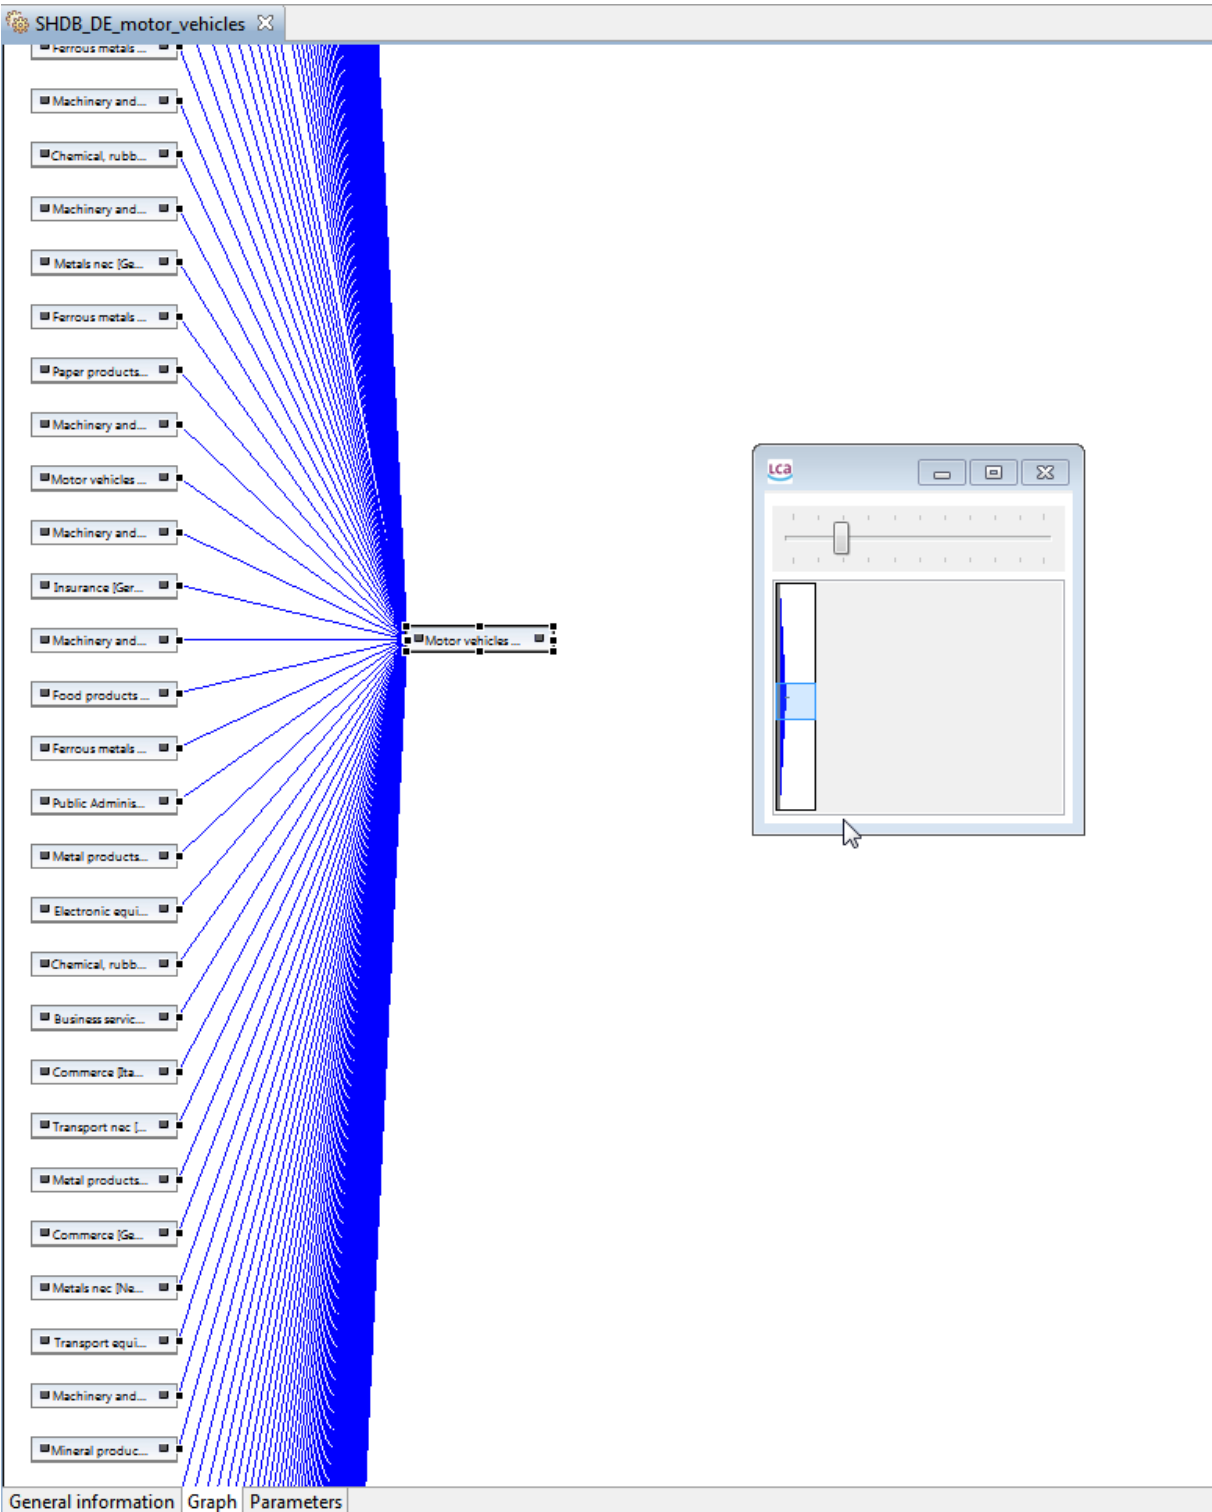 SHDB_DE_motor_vehicles
Ferrous metals ...
Machinery and...
Chemical, rubb...
Machinery and...
Metals nec [Ge...
Ferrous metals ...
Paper products...
Machinery and...
Motor vehicles ...
Machinery and...
Insurance [Ger...
Machinery and...
Motor vehicles ...
Food products ...
Ferrous metals ...
Public Adminis...
Metal products...
Electronic equi...
Chemical, rubb...
Business servic...
Commerce [Ita...
Transport nec [...
Metal products...
Commerce [Ge...
Metals nec [Ne...
Transport equi...
Machinery and...
Mineral produc...
LCa
General information Graph Parameters